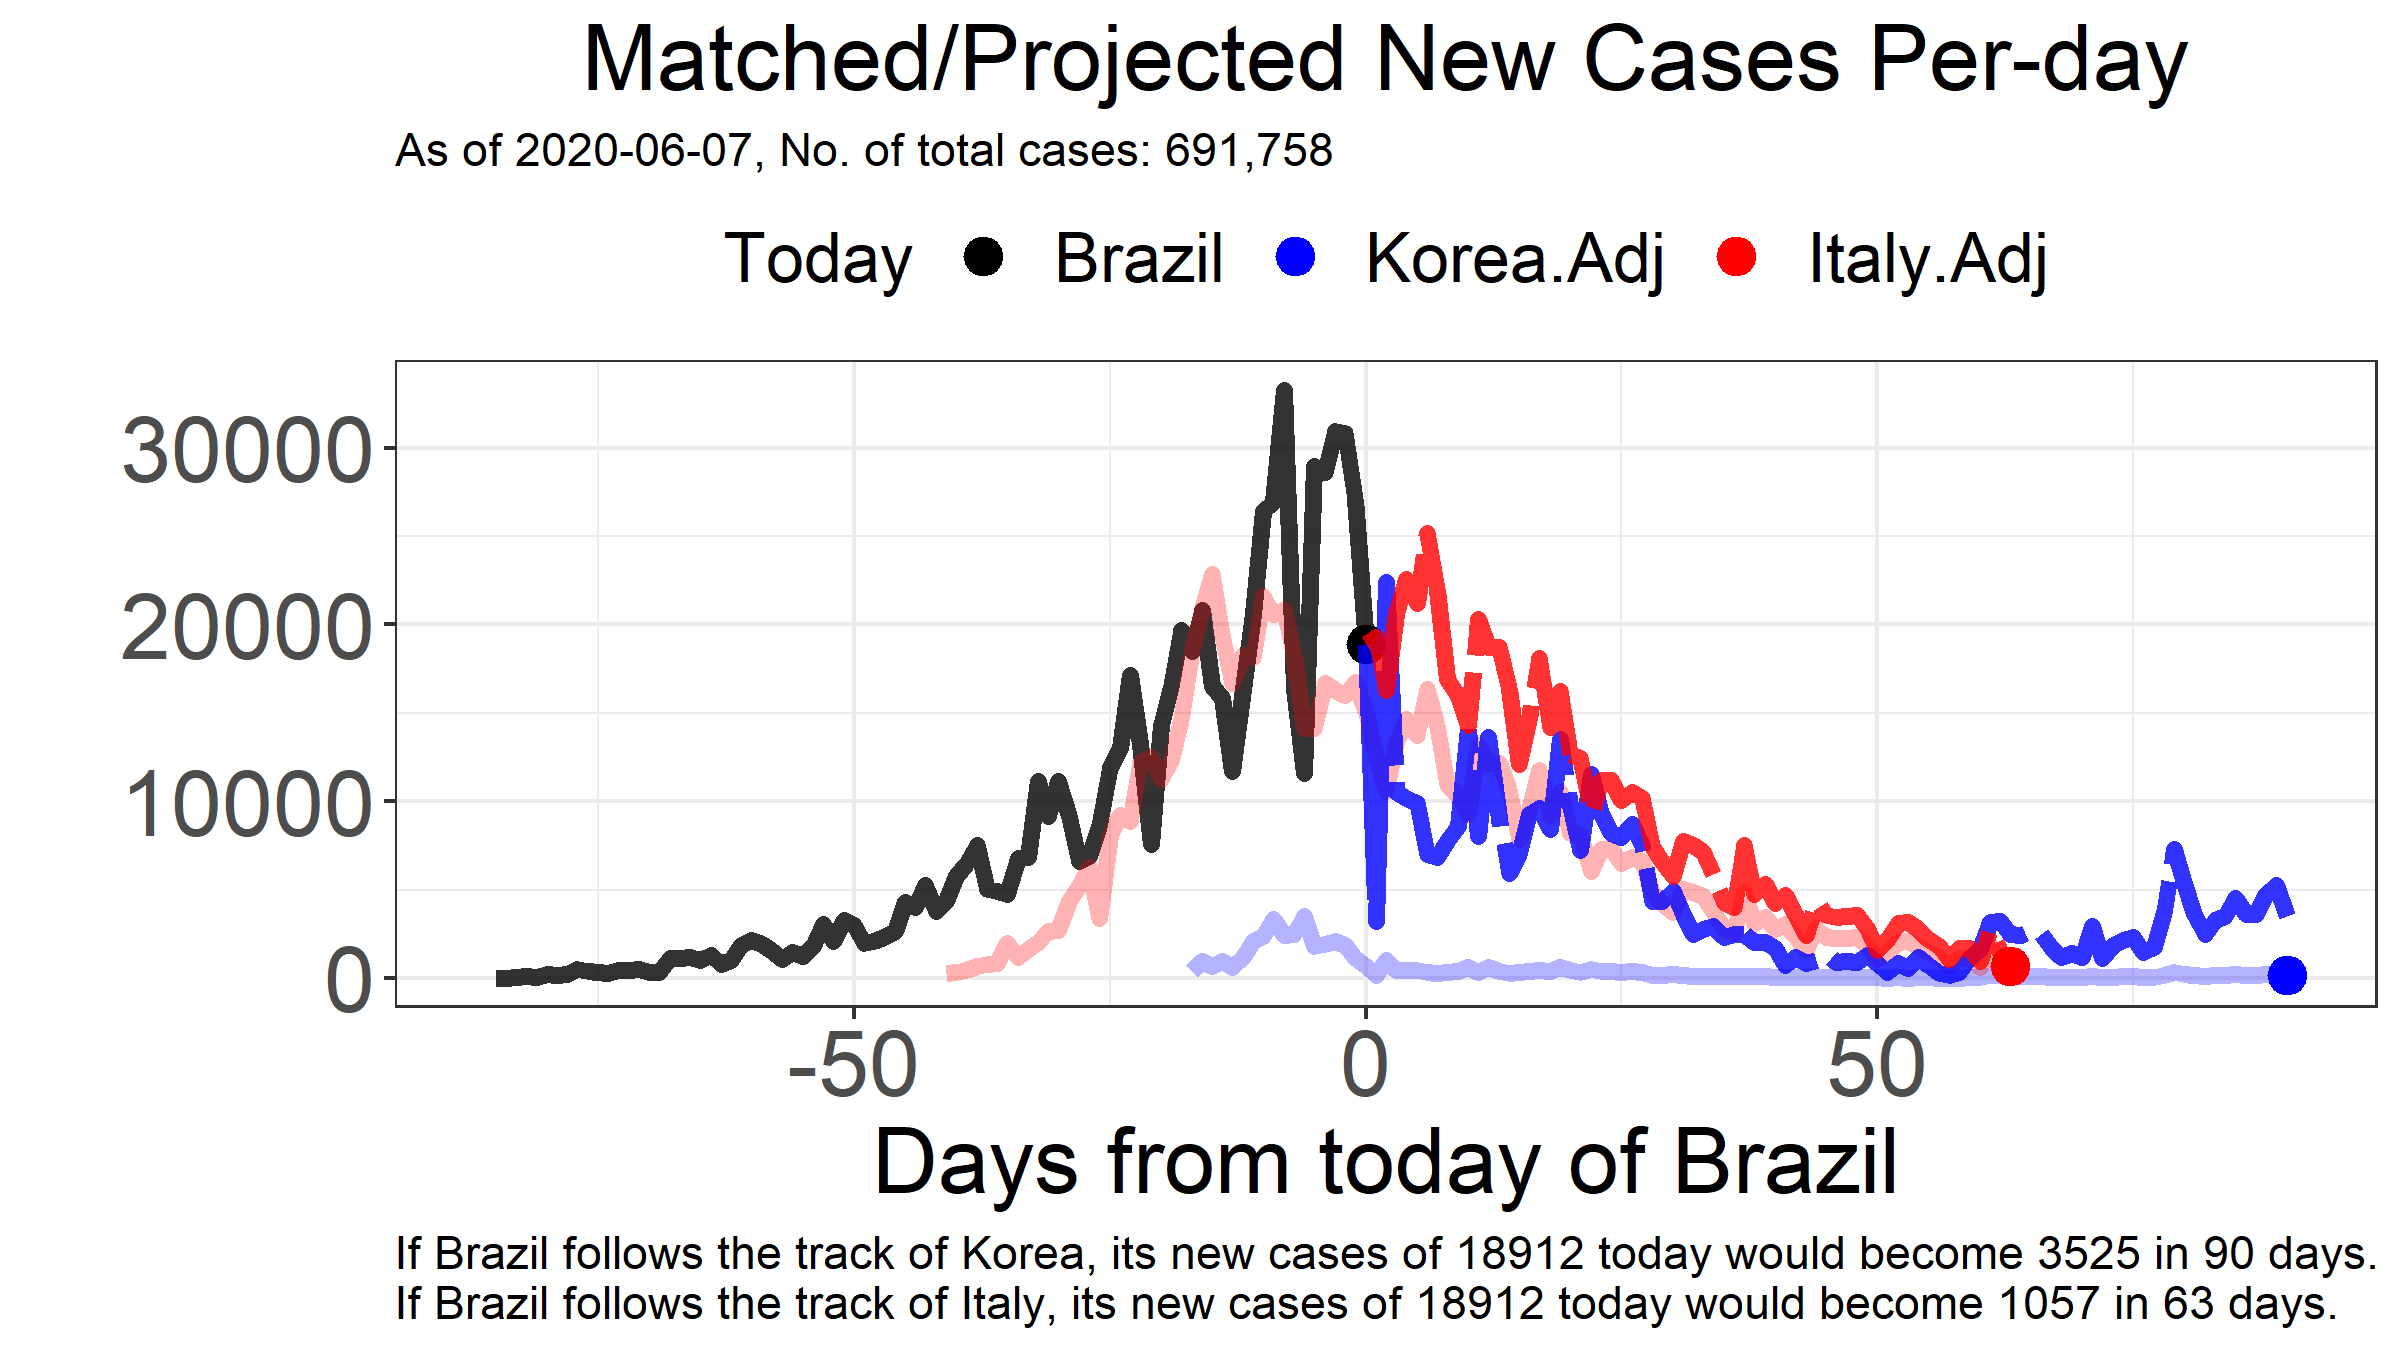 Matched/Projected New Cases Per-day
As of 2020-06-07, No. of total cases: 691,758
Today Brazil Korea.Adj Italy.Adj
30000
20000
10000
0
-50 0 50
Days from today of Brazil
If Brazil follows the track of Korea, its new cases of 18912 today would become 3525 in 90 days.
If Brazil follows the track of Italy, its new cases of 18912 today would become 1057 in 63 days.